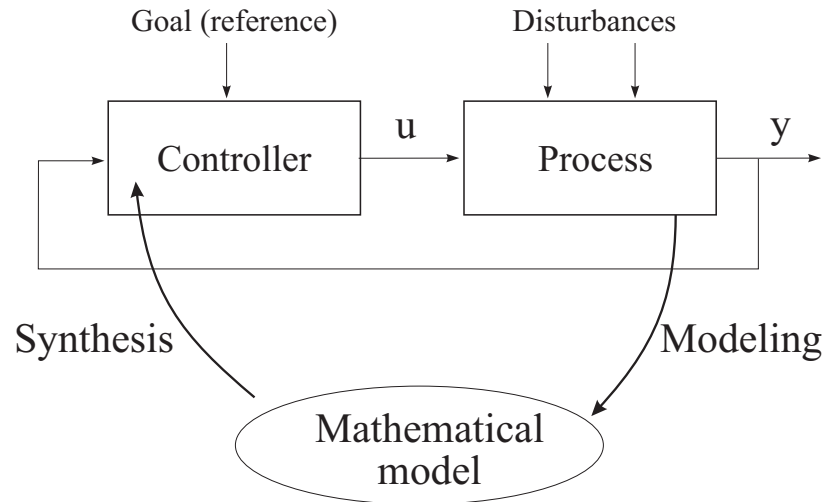 Goal (reference)
Disturbances
Controller
u
Process
y
Synthesis
Modeling
Mathematical
model